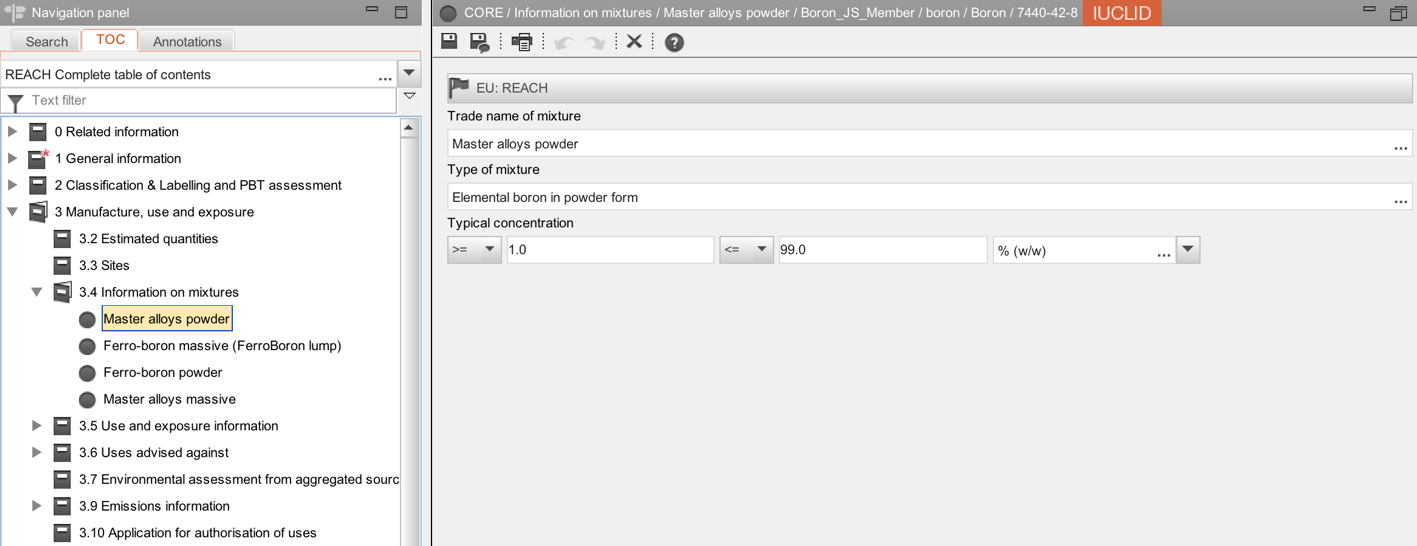 Navigation panel
Search TOC Annotations
REACH Complete table of contents ...
Text filter
0 Related information
* 1 General information
2 Classification & Labelling and PBT assessment
3 Manufacture, use and exposure
3.2 Estimated quantities
3.3 Sites
3.4 Information on mixtures
Master alloys powder
Ferro-boron massive (FerroBoron lump)
Ferro-boron powder
Master alloys massive
3.5 Use and exposure information
3.6 Uses advised against
3.7 Environmental assessment from aggregated sourc
3.9 Emissions information
3.10 Application for authorisation of uses
CORE / Information on mixtures / Master alloys powder / Boron_JS_Member / boron / Boron / 7440-42-8 IUCLID
?
EU: REACH
Trade name of mixture
Master alloys powder ...
Type of mixture
Elemental boron in powder form ...
Typical concentration
>= 1.0 <= 99.0 % (w/w) ...